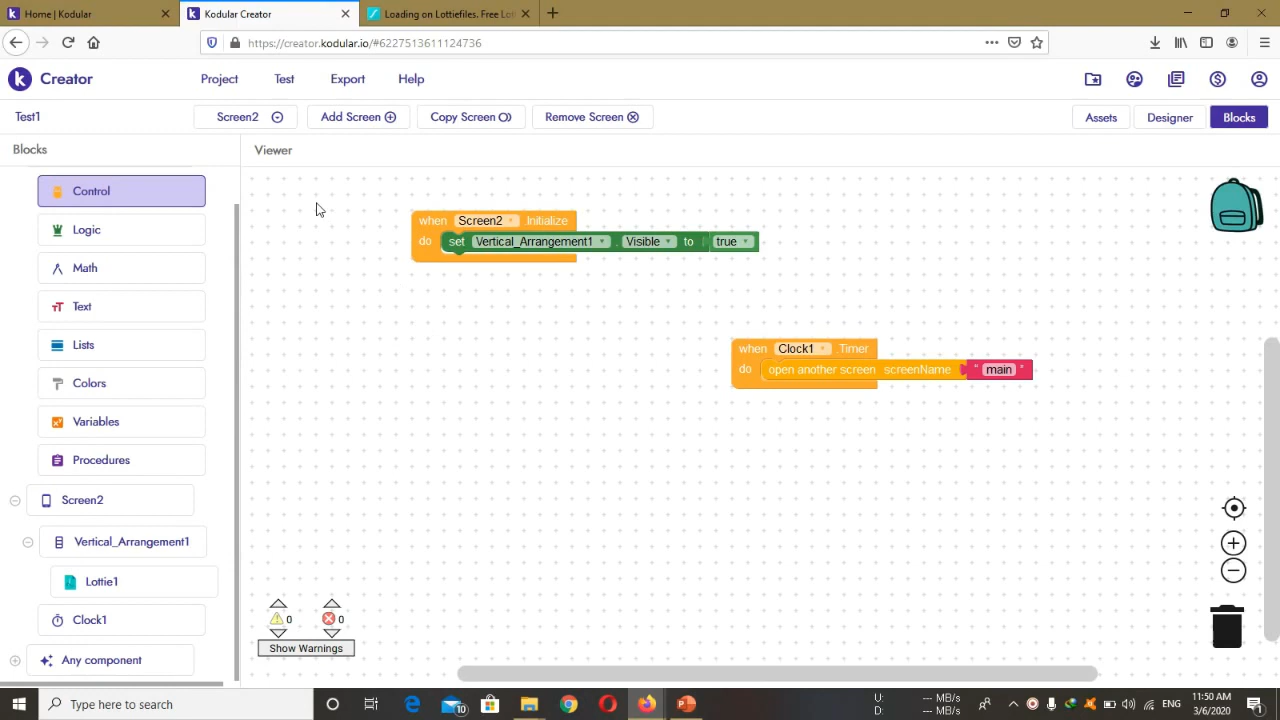 Home | Kodular
Kodular Creator
Loading on Lottiefiles. Free Lot
https://creator.kodular.io/#6227513611124736
Creator
Project
Test
Export
Help
Test1
Screen2
Add Screen
Copy Screen
Remove Screen
Assets
Designer
Blocks
Blocks
Viewer
Control
Logic
Math
Text
Lists
Colors
Variables
Procedures
Screen2
Vertical_Arrangement1
Lottie1
Clock1
Any component
when Screen2 .Initialize
do set Vertical_Arrangement1 . Visible to true
when Clock1 .Timer
do open another screen screenName " main "
0 0
Show Warnings
Type here to search
10
U: --- MB/s
D: --- MB/s
ENG
11:50 AM
3/6/2020
1